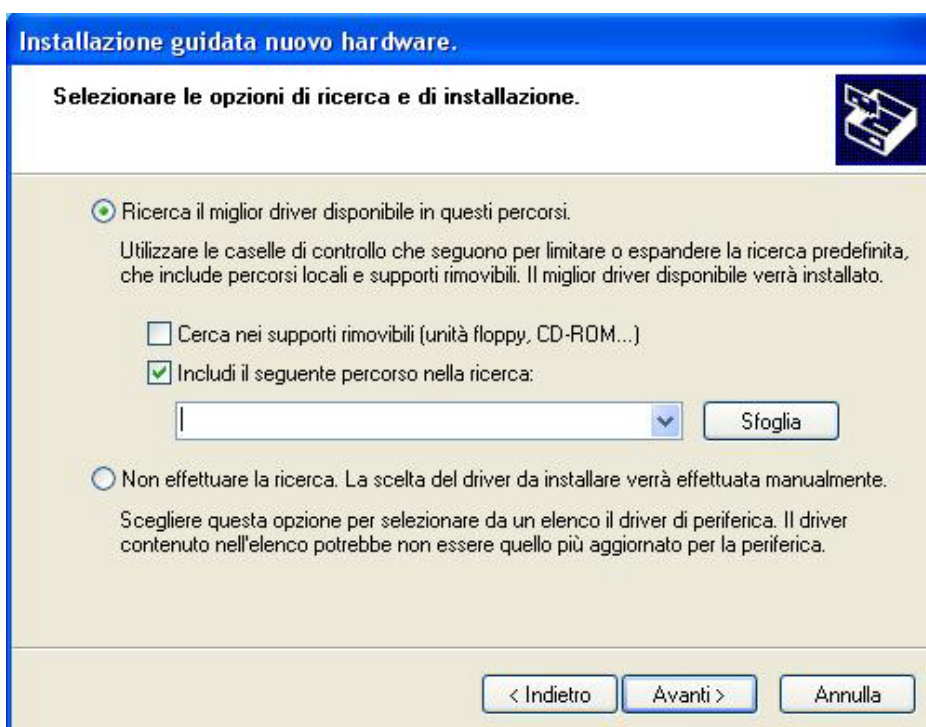 Installazione guidata nuovo hardware.
Selezionare le opzioni di ricerca e di installazione.
Ricerca il miglior driver disponibile in questi percorsi.
Utilizzare le caselle di controllo che seguono per limitare o espandere la ricerca predefinita,
che include percorsi locali e supporti rimovibili. Il miglior driver disponibile verrà installato.
Cerca nei supporti rimovibili (unità floppy, CD-ROM...)
Includi il seguente percorso nella ricerca:
Sfoglia
Non effettuare la ricerca. La scelta del driver da installare verrà effettuata manualmente.
Scegliere questa opzione per selezionare da un elenco il driver di periferica. Il driver
contenuto nell'elenco potrebbe non essere quello più aggiornato per la periferica.
< Indietro Avanti > Annulla